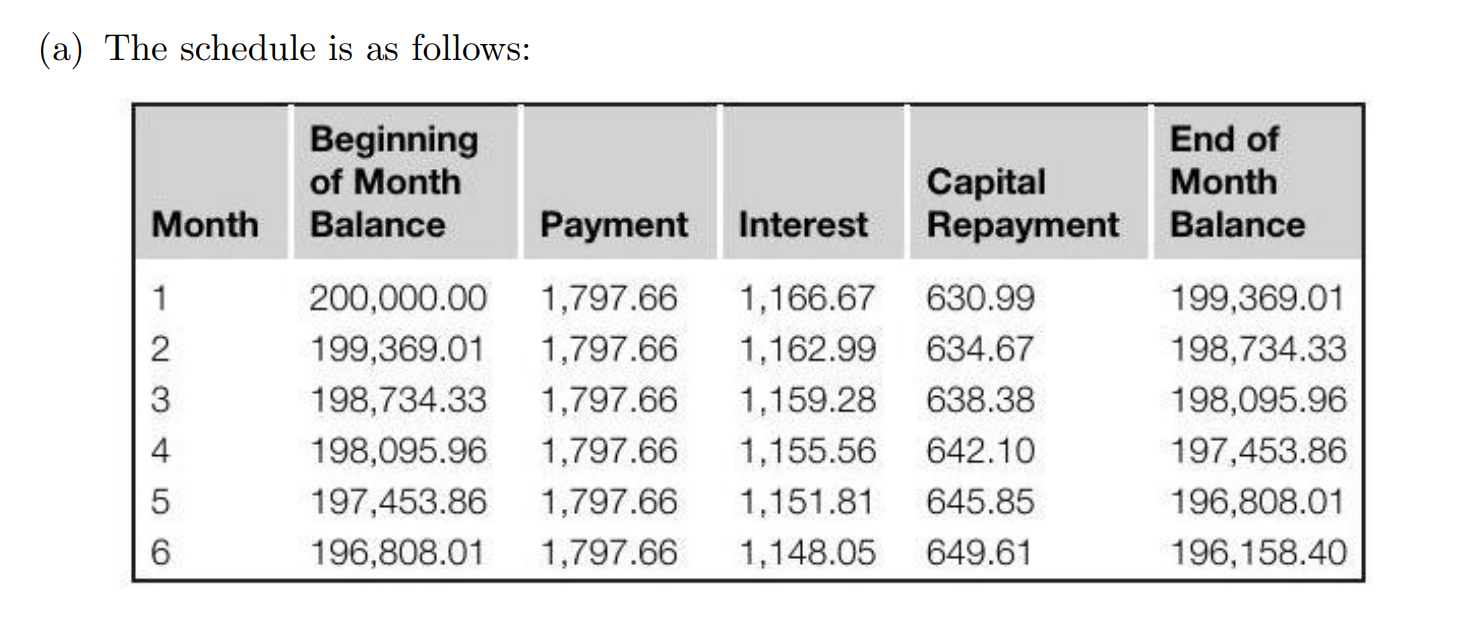 (a) The schedule is as follows:
Month Beginning of Month Balance Payment Interest Capital Repayment End of Month Balance
1 200,000.00 1,797.66 1,166.67 630.99 199,369.01
2 199,369.01 1,797.66 1,162.99 634.67 198,734.33
3 198,734.33 1,797.66 1,159.28 638.38 198,095.96
4 198,095.96 1,797.66 1,155.56 642.10 197,453.86
5 197,453.86 1,797.66 1,151.81 645.85 196,808.01
6 196,808.01 1,797.66 1,148.05 649.61 196,158.40